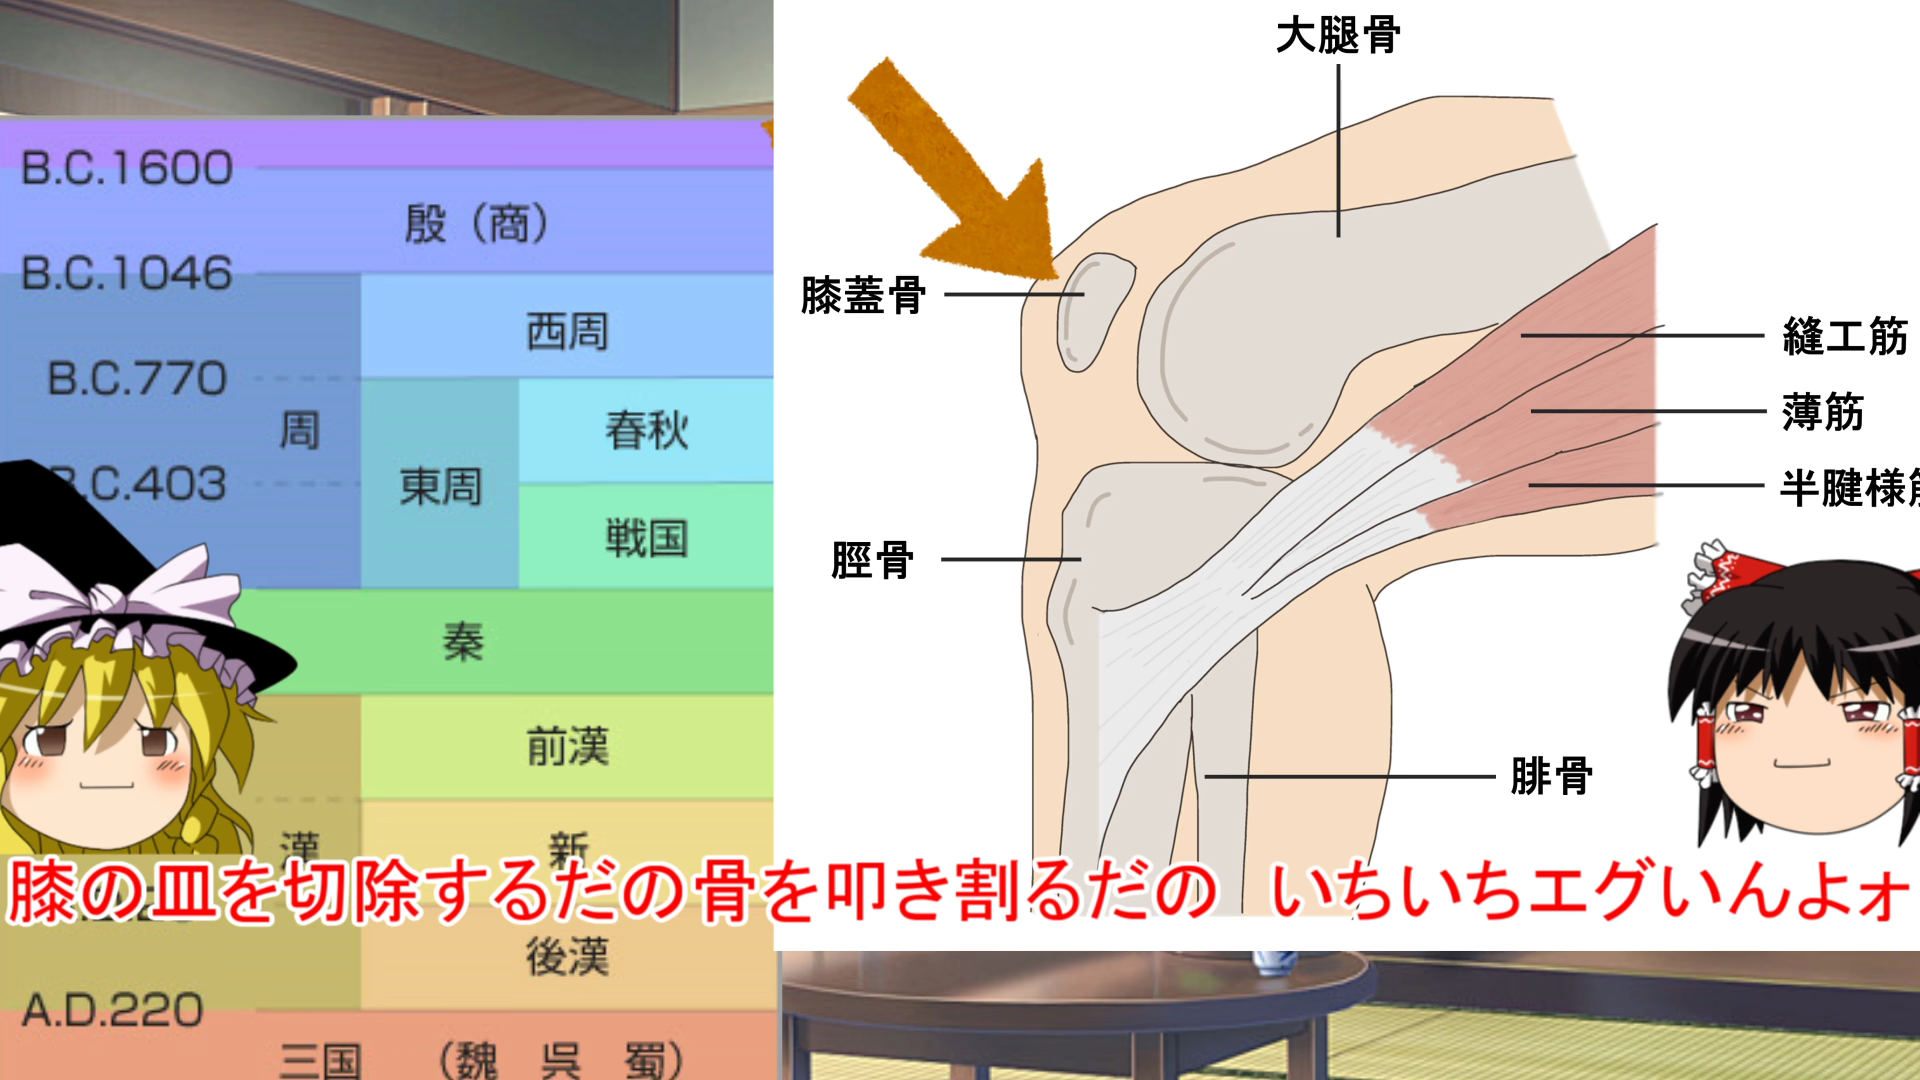 B.C.1600
殷（商）
B.C.1046
西周
B.C.770
周
春秋
B.C.403
東周
戦国
秦
前漢
漢
新
後漢
A.D.220
三国 （魏 呉 蜀）
大腿骨
膝蓋骨
縫工筋
薄筋
半腱様筋
脛骨
腓骨
膝の皿を切除するだの骨を叩き割るだの いちいちエグいんよォ